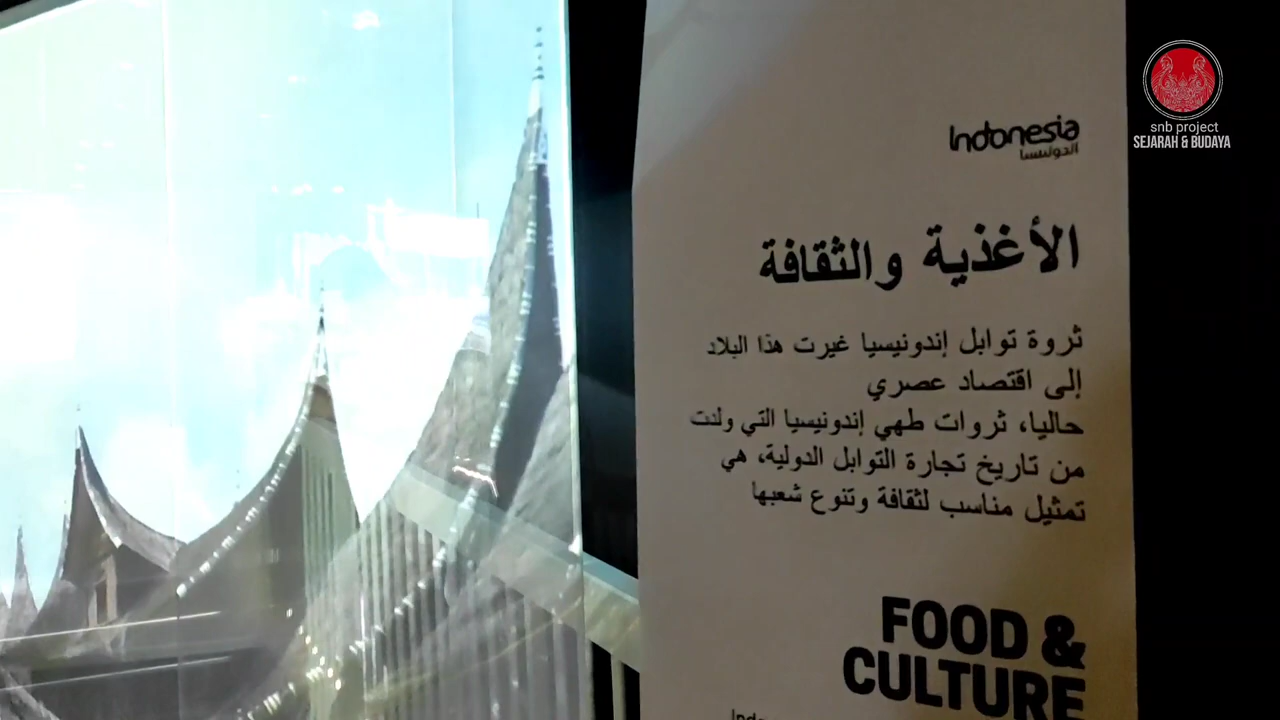 snb project
SEJARAH & BUDAYA
Indonesia
اندونيسيا
الأغذية والثقافة
ثروة توابل إندونيسيا غيرت هذا البلاد
إلى اقتصاد عصري
حاليا، ثروات طهي إندونيسيا التي ولدت
من تاريخ تجارة التوابل الدولية، هي
تمثيل مناسب لثقافة وتنوع شعبها
FOOD &
CULTURE